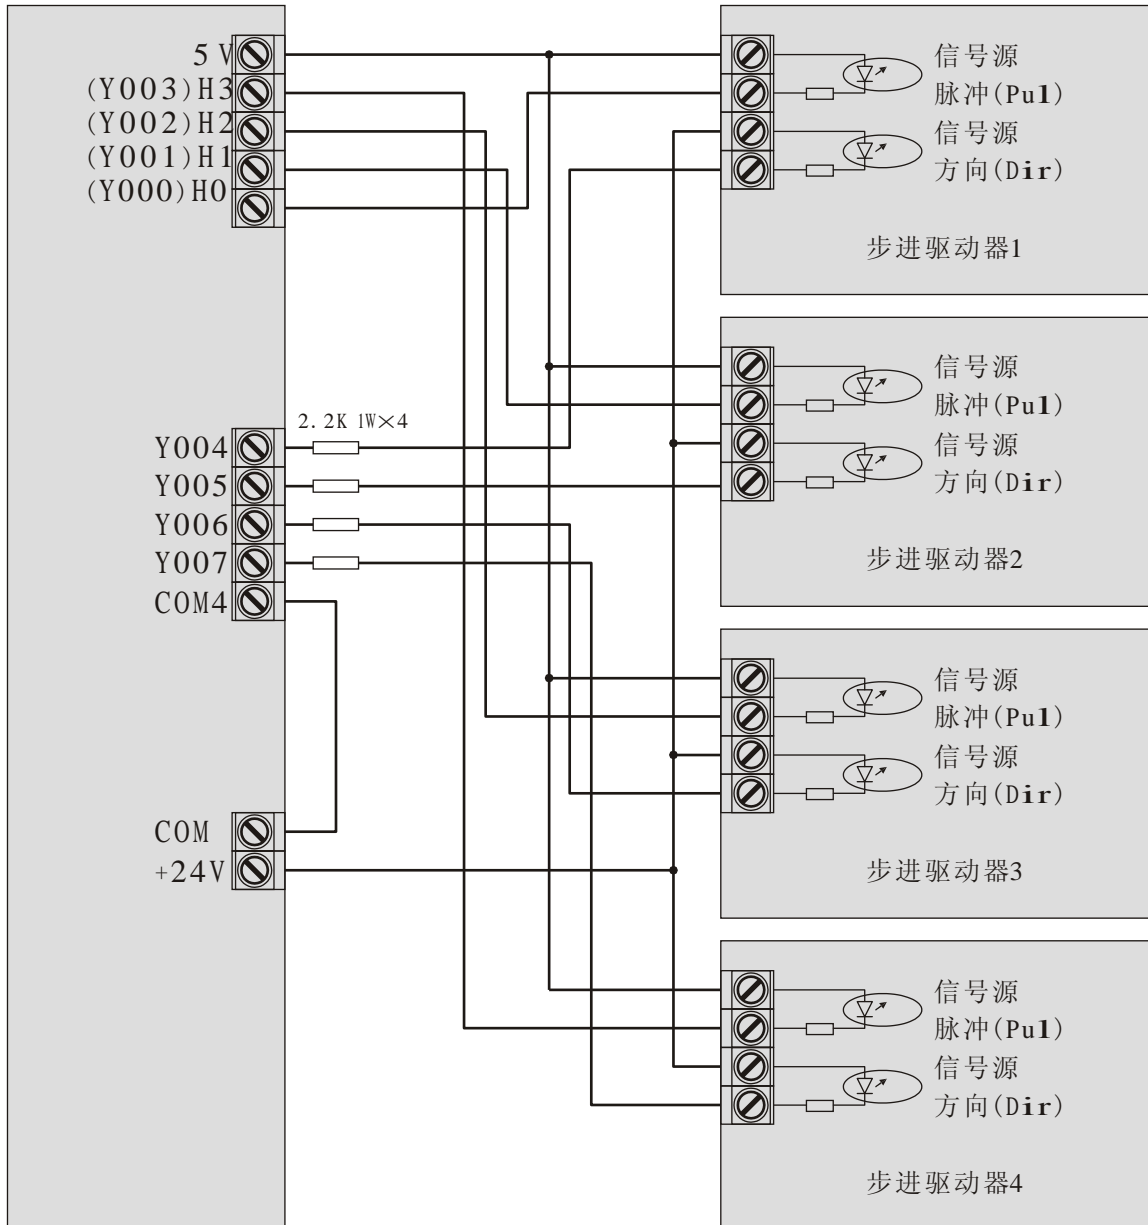 5 V
(Y003)H3
(Y002)H2
(Y001)H1
(Y000)H0
2.2K 1W×4
Y004
Y005
Y006
Y007
COM4
COM
+24V
信号源
脉冲(Pul)
信号源
方向(Dir)
步进驱动器1
信号源
脉冲(Pul)
信号源
方向(Dir)
步进驱动器2
信号源
脉冲(Pul)
信号源
方向(Dir)
步进驱动器3
信号源
脉冲(Pul)
信号源
方向(Dir)
步进驱动器4